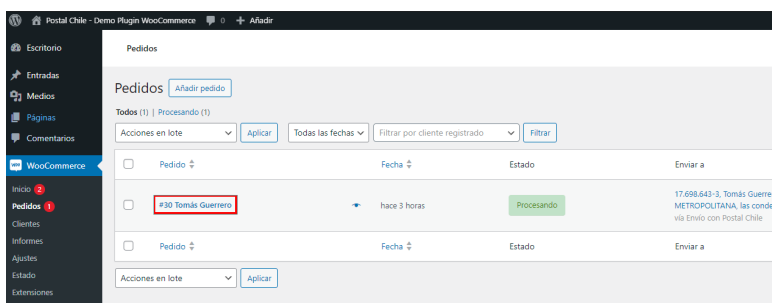 Postal Chile - Demo Plugin WooCommerce 0 + Añadir
Escritorio
Pedidos
Entradas
Medios
Páginas
Comentarios
WooCommerce
Inicio 2
Pedidos 1
Clientes
Informes
Ajustes
Estado
Extensiones
Pedidos Añadir pedido
Todos (1) | Procesando (1)
Acciones en lote Aplicar Todas las fechas Filtrar por cliente registrado Filtrar
Pedido Fecha Estado Enviar a
#30 Tomás Guerrero hace 3 horas Procesando
17.698.643-3, Tomás Guerre
METROPOLITANA, las conde
vía Envío con Postal Chile
Pedido Fecha Estado Enviar a
Acciones en lote Aplicar